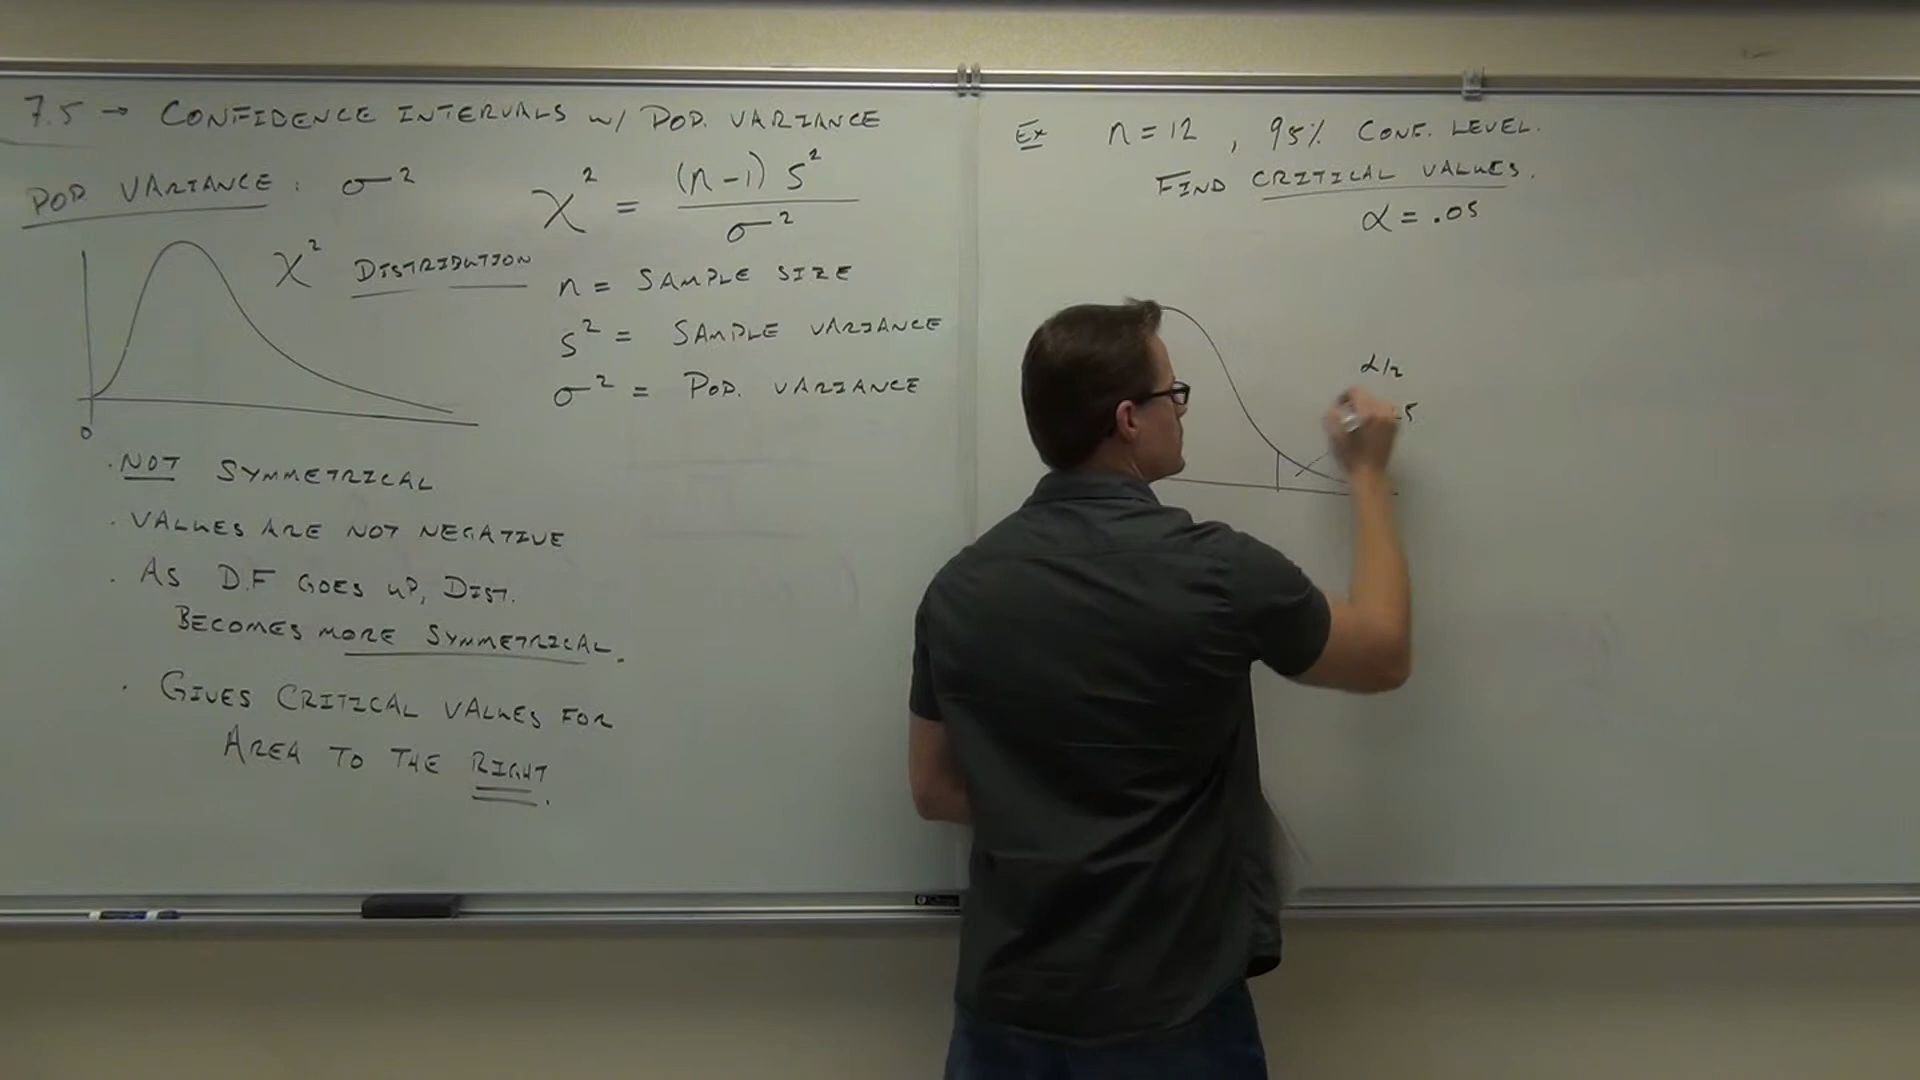 7.5 → CONFIDENCE INTERVALS w/ POP. VARIANCE
POP. VARIANCE : σ²
χ² = (n-1) s² / σ²
χ² DISTRIBUTION
n = SAMPLE SIZE
s² = SAMPLE VARIANCE
σ² = POP. VARIANCE
0
· NOT SYMMETRICAL
· VALUES ARE NOT NEGATIVE
· AS D.F GOES UP, DIST.
BECOMES MORE SYMMETRICAL.
· GIVES CRITICAL VALUES FOR
AREA TO THE RIGHT.
Ex n = 12 , 95% CONF. LEVEL.
FIND CRITICAL VALUES.
α = .05
α/2